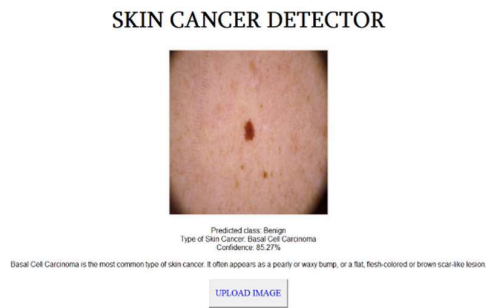 SKIN CANCER DETECTOR
Predicted class: Benign
Type of Skin Cancer: Basal Cell Carcinoma
Confidence: 85.27%
Basal Cell Carcinoma is the most common type of skin cancer. It often appears as a pearly or waxy bump, or a flat, flesh-colored or brown scar-like lesion.
UPLOAD IMAGE